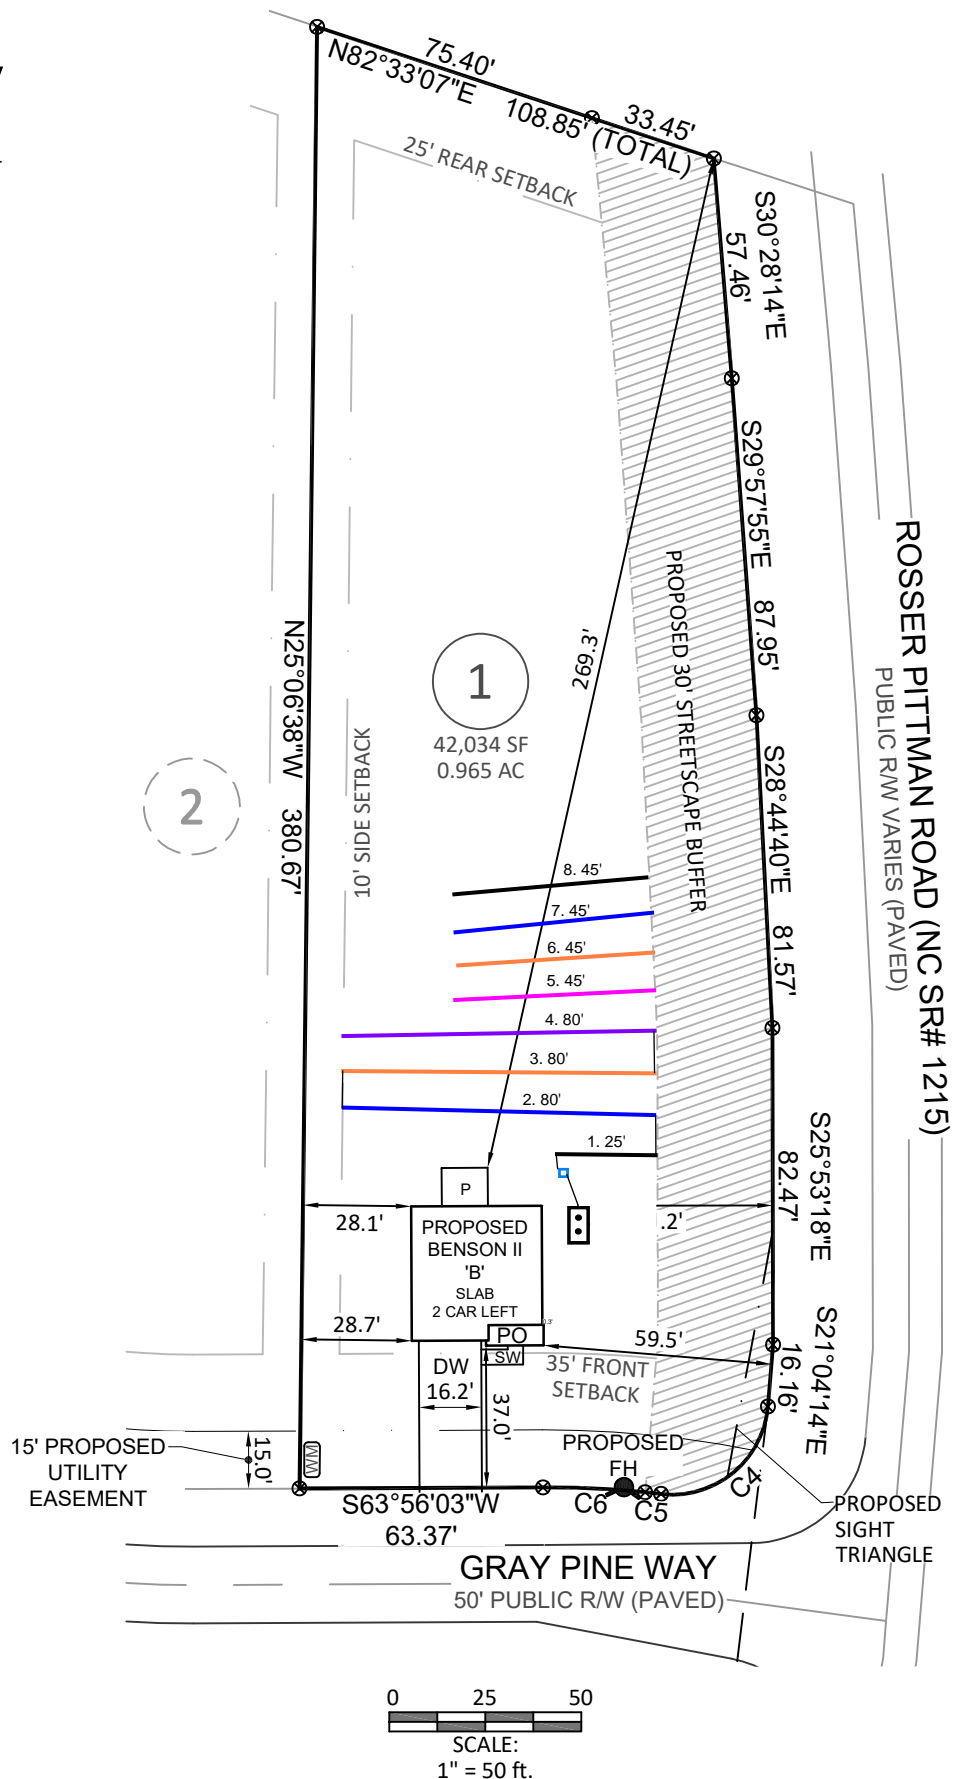 75.40'
N82°33'07"E
108.85' (TOTAL)
33.45'
25' REAR SETBACK
S30°28'14"E
57.46'
S29°57'55"E 87.95'
ROSSER PITTMAN ROAD (NC SR# 1215)
PUBLIC R/W VARIES (PAVED)
PROPOSED 30' STREETSCAPE BUFFER
269.3'
N25°06'38"W 380.67'
1
42,034 SF
0.965 AC
2
10' SIDE SETBACK
S28°44'40"E 81.57'
8. 45'
7. 45'
6. 45'
5. 45'
4. 80'
3. 80'
2. 80'
1. 25'
S25°53'18"E
82.47'
P
28.1'
PROPOSED
BENSON II
'B'
SLAB
2 CAR LEFT
.2'
0.3'
28.7'
PO
SW
59.5'
DW
16.2'
37.0'
35' FRONT
SETBACK
S21°04'14"E
16.16'
15' PROPOSED
UTILITY
EASEMENT
15.0'
WM
PROPOSED
FH
S63°56'03"W
63.37'
C6
C5
C4
PROPOSED
SIGHT
TRIANGLE
GRAY PINE WAY
50' PUBLIC R/W (PAVED)
0 25 50
SCALE:
1" = 50 ft.